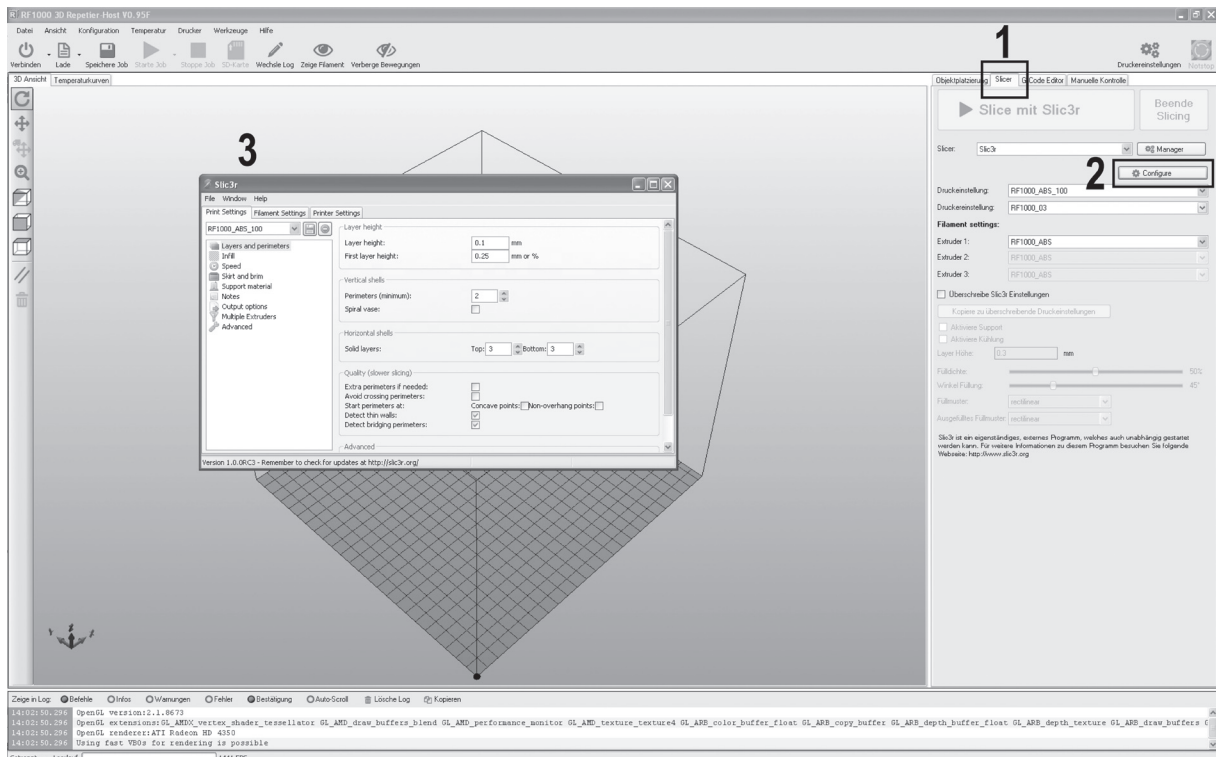 RF1000 3D Repetier-Host V0.95F
Datei Ansicht Konfiguration Temperatur Drucker Werkzeuge Hilfe
Verbinden Lade Speichere Job Starte Job Stoppe Job SD-Karte Wechsle Log Zeige Filament Verberge Bewegungen Druckereinstellungen Notstop
1
3D Ansicht Temperaturkurven
Objektplatzierung Slicer G-Code Editor Manuelle Kontrolle
Slice mit Slic3r
Beende Slicing
Slicer: Slic3r Manager
2
Configure
Druckeinstellung: RF1000_ABS_100
Druckereinstellung: RF1000_03
Filament settings:
Extruder 1: RF1000_ABS
Extruder 2: RF1000_ABS
Extruder 3: RF1000_ABS
Überschreibe Slic3r Einstellungen
Kopiere zu überschreibende Druckeinstellungen
Aktiviere Support
Aktiviere Kühlung
Layer Höhe: 0.3 mm
Fülldichte: 50%
Winkel Füllung: 45°
Füllmuster: rectilinear
Ausgefülltes Füllmuster: rectilinear
Slic3r ist ein eigenständiges, externes Programm, welches auch unabhängig gestartet
werden kann. Für weitere Informationen zu diesem Programm besuchen Sie folgende
Webseite: http://www.slic3r.org
3
Slic3r
File Window Help
Print Settings Filament Settings Printer Settings
RF1000_ABS_100
Layers and perimeters
Infill
Speed
Skirt and brim
Support material
Notes
Output options
Multiple Extruders
Advanced
Layer height
Layer height: 0.1 mm
First layer height: 0.25 mm or %
Vertical shells
Perimeters (minimum): 2
Spiral vase:
Horizontal shells
Solid layers: Top: 3 Bottom: 3
Quality (slower slicing)
Extra perimeters if needed:
Avoid crossing perimeters:
Start perimeters at: Concave points: Non-overhang points:
Detect thin walls:
Detect bridging perimeters:
Advanced
Version 1.0.0RC3 - Remember to check for updates at http://slic3r.org/
Zeige in Log: Befehle Infos Warnungen Fehler Bestätigung Auto-Scroll Lösche Log Kopieren
14:02:50.296 OpenGL version:2.1.8673
14:02:50.296 OpenGL extensions:GL_AMDX_vertex_shader_tessellator GL_AMD_draw_buffers_blend GL_AMD_performance_monitor GL_AMD_texture_texture4 GL_ARB_color_buffer_float GL_ARB_copy_buffer GL_ARB_depth_buffer_float GL_ARB_depth_texture GL_ARB_draw_buffers
14:02:50.296 OpenGL renderer:ATI Radeon HD 4350
14:02:50.296 Using fast VBOs for rendering is possible